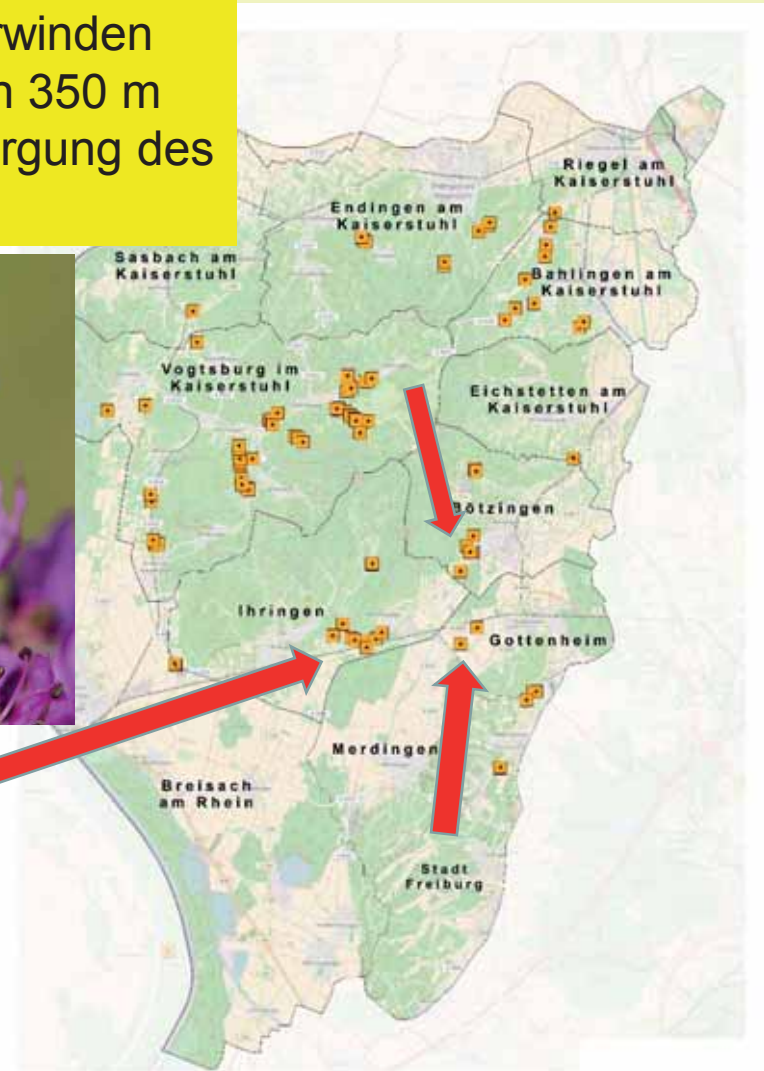 rwinden
n 350 m
rgung des
Riegel am
Kaiserstuhl
Endingen am
Kaiserstuhl
Sasbach am
Kaiserstuhl
Bahlingen am
Kaiserstuhl
Vogtsburg im
Kaiserstuhl
Eichstetten am
Kaiserstuhl
Bötzingen
Ihringen
Gottenheim
Merdingen
Breisach
am Rhein
Stadt
Freiburg